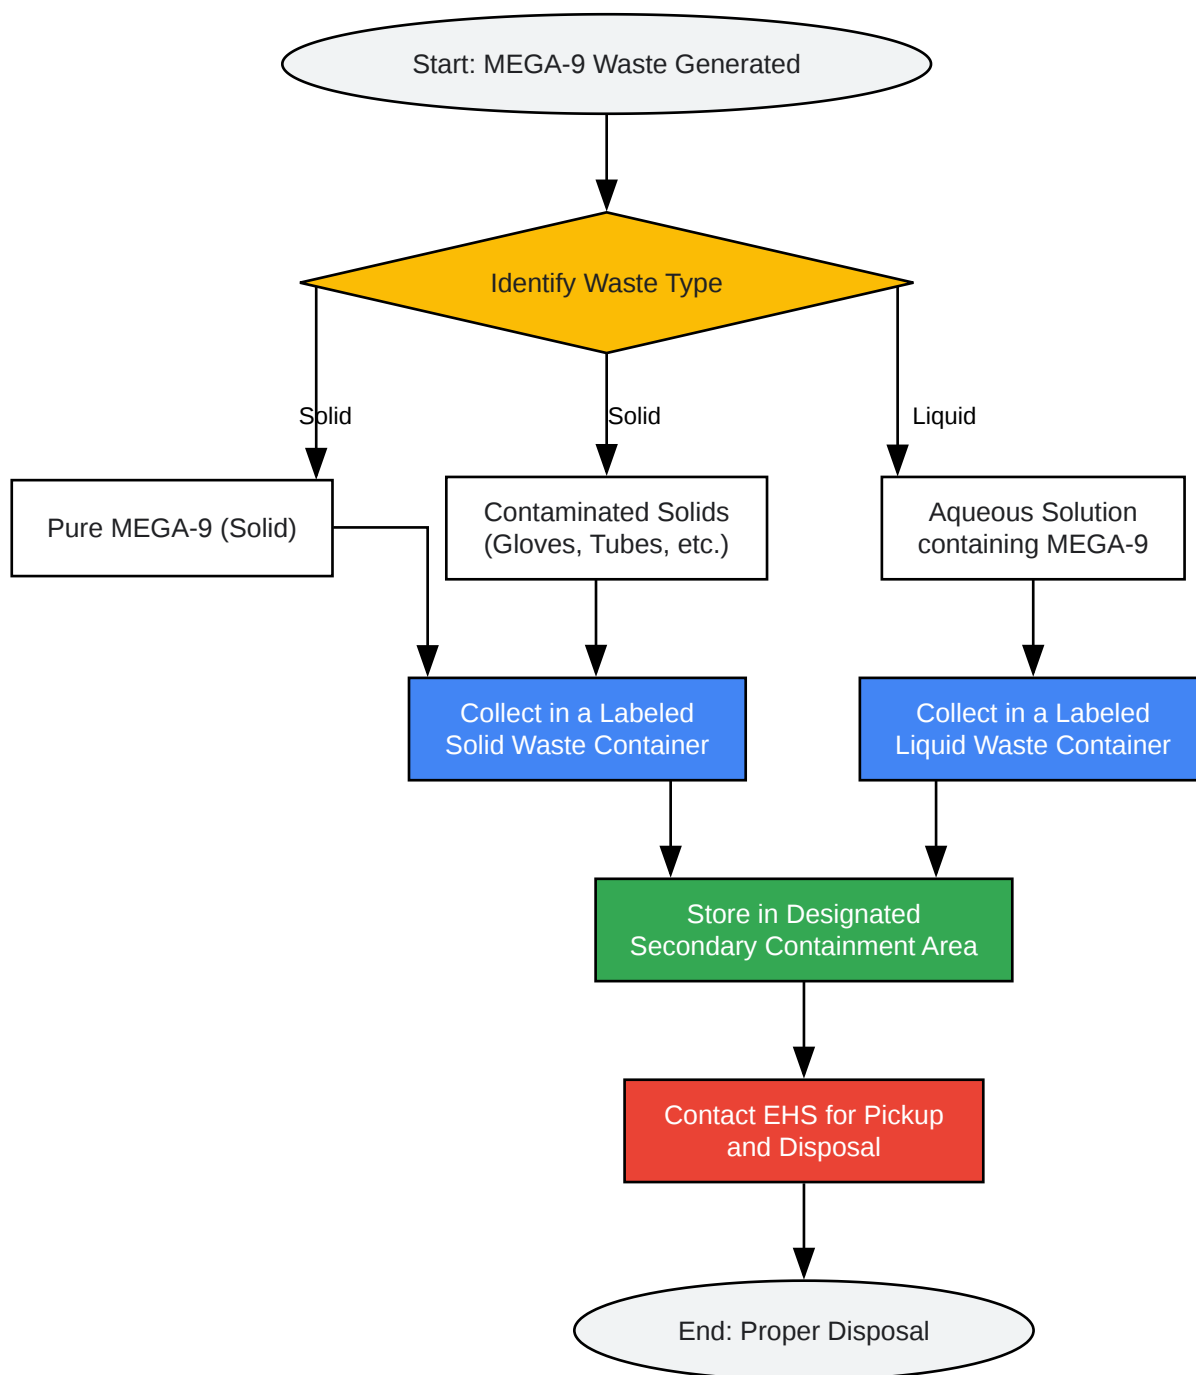 Start: MEGA-9 Waste Generated
Identify Waste Type
Solid
Solid
Liquid
Pure MEGA-9 (Solid)
Contaminated Solids
(Gloves, Tubes, etc.)
Aqueous Solution
containing MEGA-9
Collect in a Labeled
Solid Waste Container
Collect in a Labeled
Liquid Waste Container
Store in Designated
Secondary Containment Area
Contact EHS for Pickup
and Disposal
End: Proper Disposal